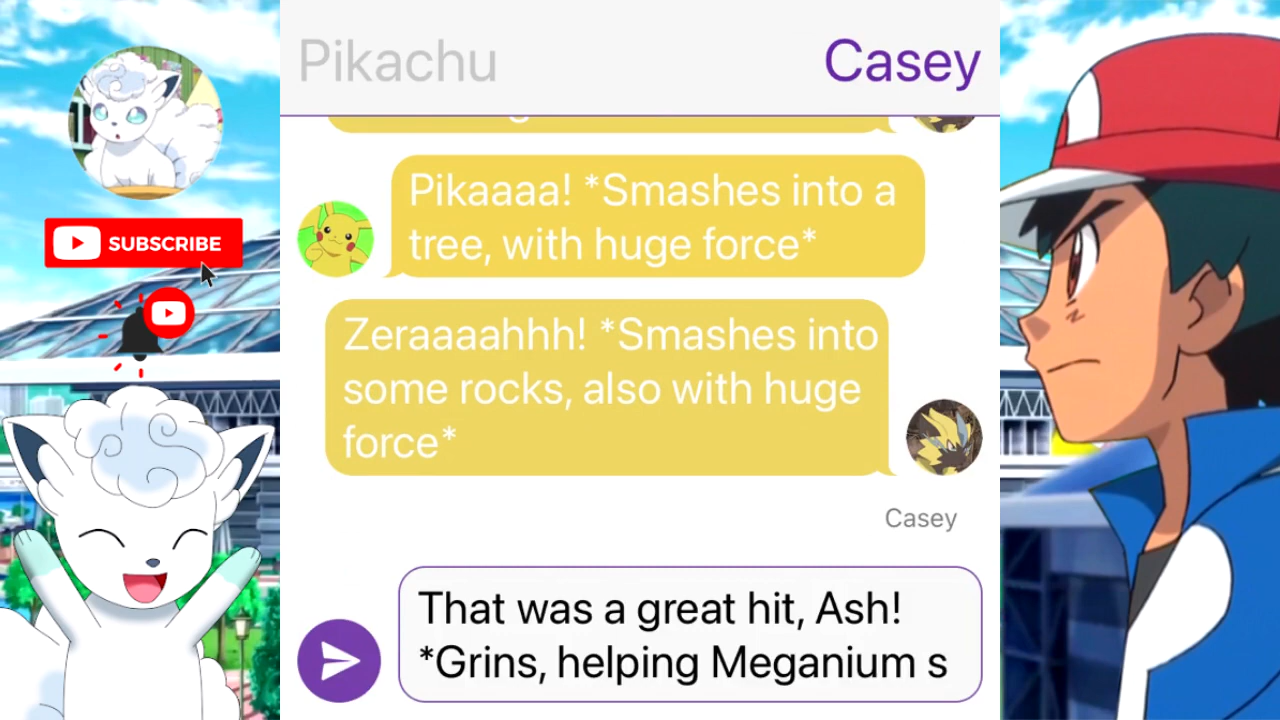 Pikachu
Casey
SUBSCRIBE
Pikaaaa! *Smashes into a
tree, with huge force*
Zeraaaahhh! *Smashes into
some rocks, also with huge
force*
Casey
That was a great hit, Ash!
*Grins, helping Meganium s